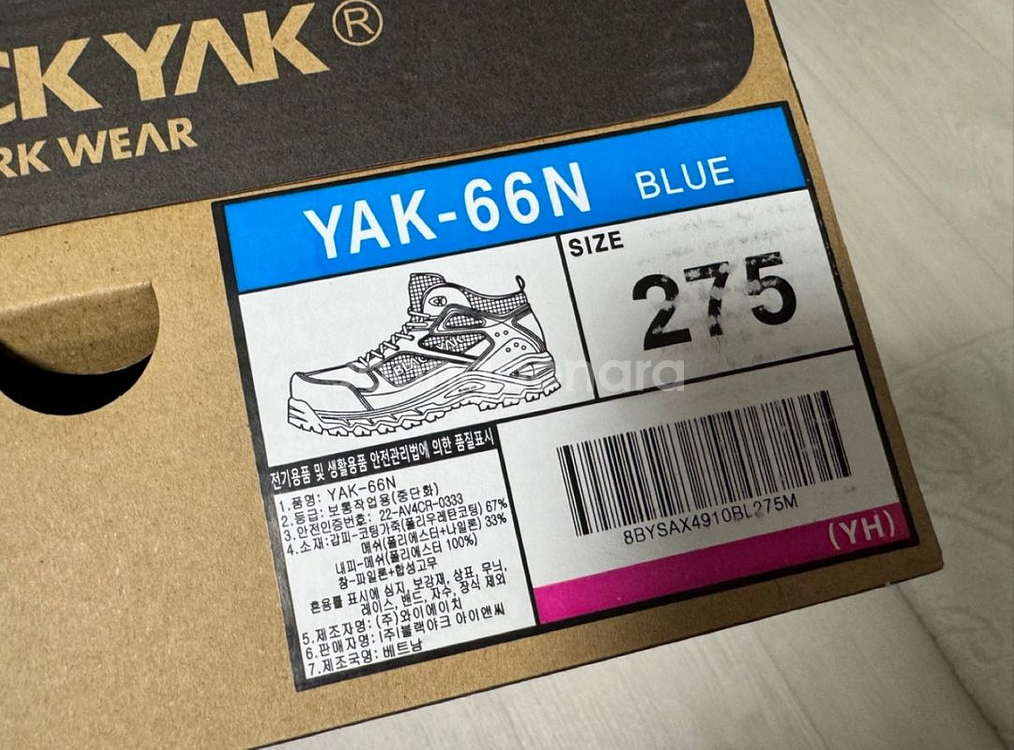 CK YAK®
RK WEAR
YAK-66N BLUE
SIZE
275
전기용품 및 생활용품 안전관리법에 의한 품질표시
1.품명: YAK-66N
2.등급: 보통작업용(중단화)
3.안전인증번호: 22-AV4CR-0333
4.소재:갑피-코팅가죽(폴리우레탄코팅) 67%
메쉬(폴리에스터+나일론) 33%
내피-메쉬(폴리에스터 100%)
창-파일론+합성고무
혼용률 표시에 심지, 보강재, 상표, 무늬,
레이스, 밴드, 자수, 장식 제외
5.제조자명: (주)와이에이치
6.판매자명: (주)블랙야크 아이앤씨
7.제조국명: 베트남
8BYSAX4910BL275M
(YH)
nara